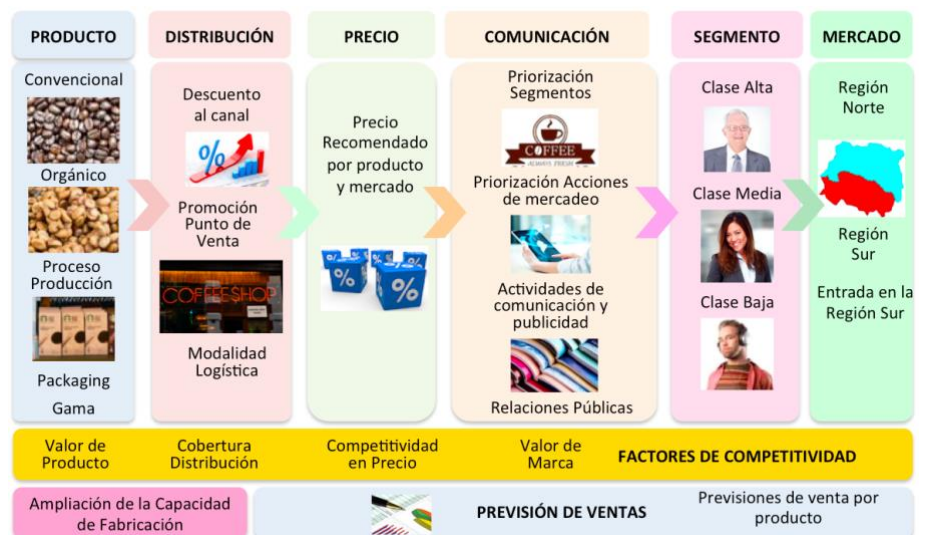 PRODUCTO
Convencional
Orgánico
Proceso
Producción
Packaging
Gama
DISTRIBUCIÓN
Descuento
al canal
%
Promoción
Punto de
Venta
COFFEE SHOP
Modalidad
Logística
PRECIO
Precio
Recomendado
por producto
y mercado
% % %
COMUNICACIÓN
Priorización
Segmentos
COFFEE
ALWAYS FRESH
Priorización Acciones
de mercadeo
Actividades de
comunicación y
publicidad
Relaciones Públicas
SEGMENTO
Clase Alta
Clase Media
Clase Baja
MERCADO
Región
Norte
Región
Sur
Entrada en la
Región Sur
Valor de
Producto
Cobertura
Distribución
Competitividad
en Precio
Valor de
Marca
FACTORES DE COMPETITIVIDAD
Ampliación de la Capacidad
de Fabricación
PREVISIÓN DE VENTAS
Previsiones de venta por
producto